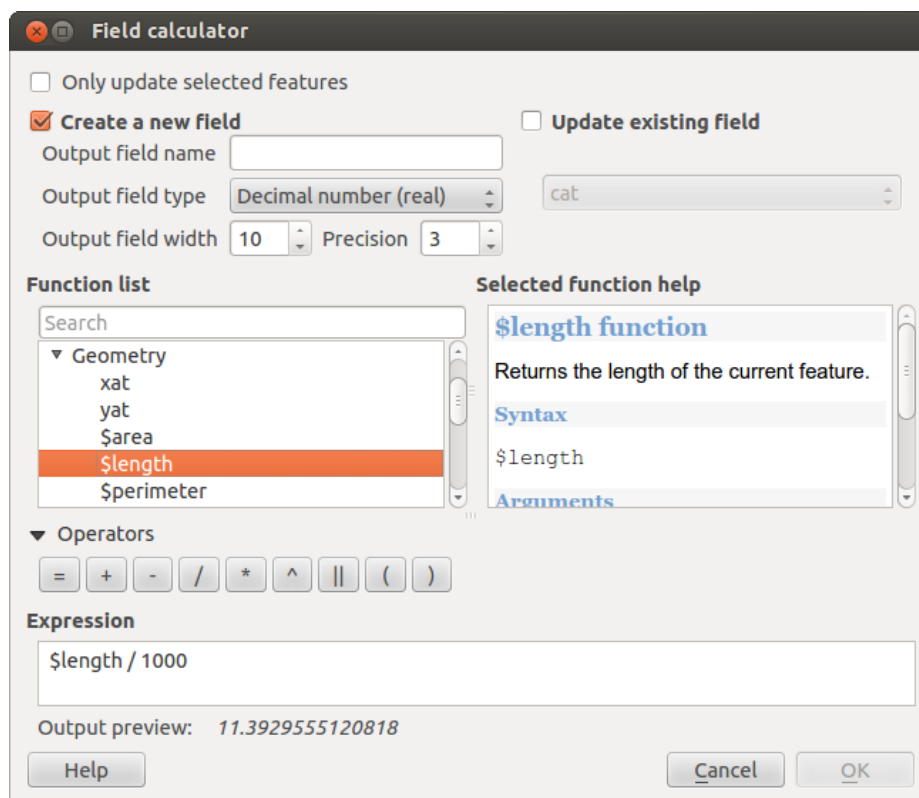 Field calculator
Only update selected features
Create a new field
Update existing field
Output field name
Output field type Decimal number (real)
cat
Output field width 10 Precision 3
Function list
Selected function help
Search
Geometry
xat
yat
$area
$length
$perimeter
$length function
Returns the length of the current feature.
Syntax
$length
Arguments
Operators
= + - / * ^ || ( )
Expression
$length / 1000
Output preview: 11.3929555120818
Help
Cancel
OK